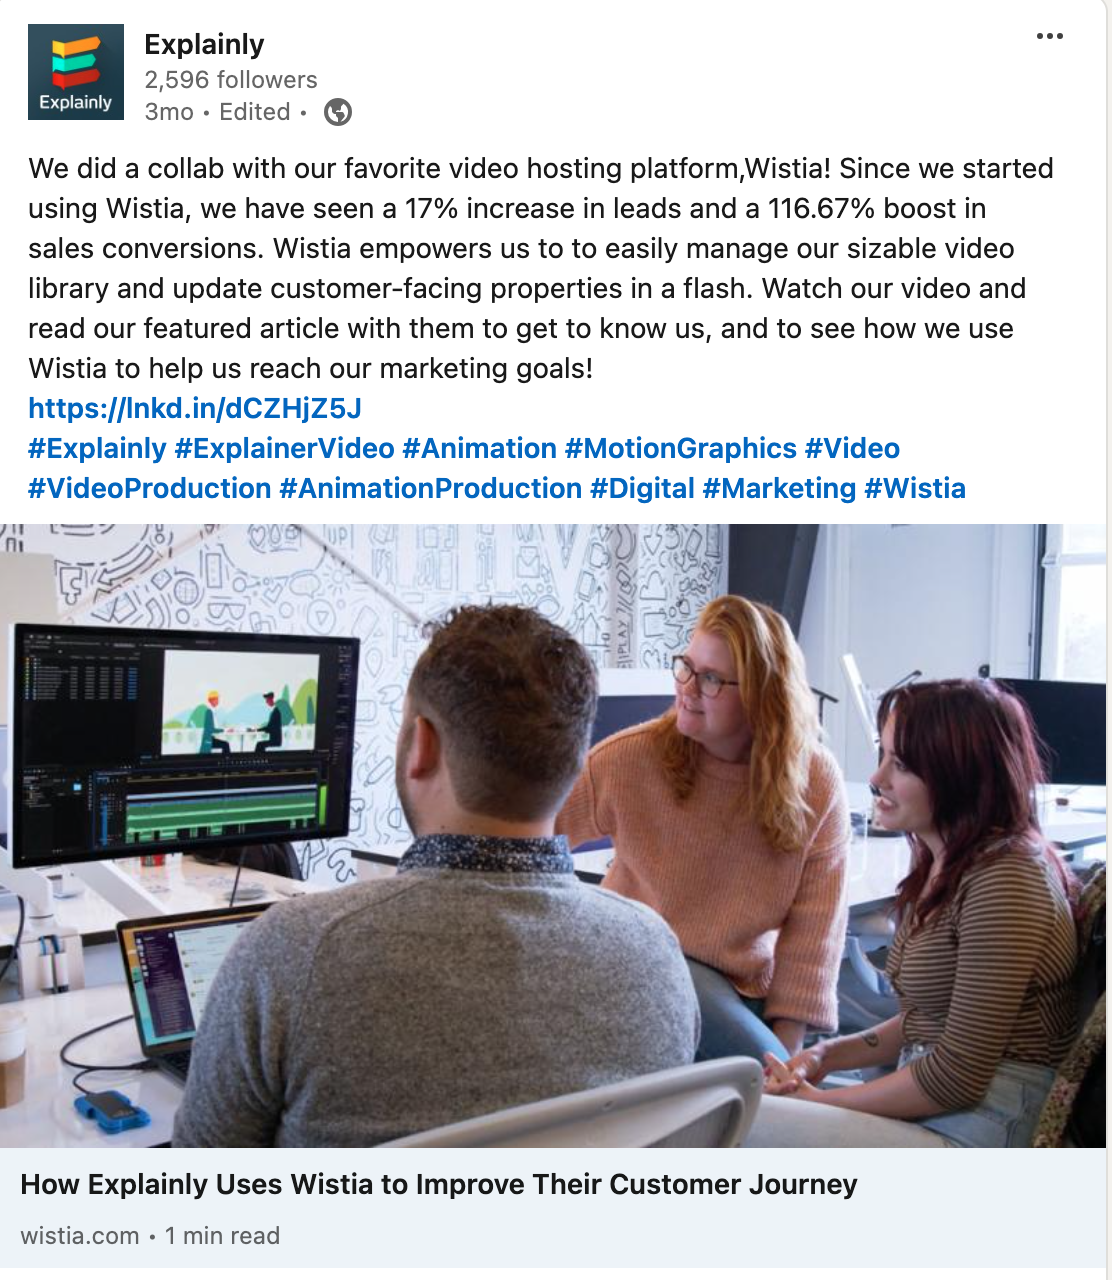 Explainly
Explainly
2,596 followers
3mo • Edited •
We did a collab with our favorite video hosting platform,Wistia! Since we started
using Wistia, we have seen a 17% increase in leads and a 116.67% boost in
sales conversions. Wistia empowers us to to easily manage our sizable video
library and update customer-facing properties in a flash. Watch our video and
read our featured article with them to get to know us, and to see how we use
Wistia to help us reach our marketing goals!
https://lnkd.in/dCZHjZ5J
#Explainly #ExplainerVideo #Animation #MotionGraphics #Video
#VideoProduction #AnimationProduction #Digital #Marketing #Wistia
UP!
PLAY
How Explainly Uses Wistia to Improve Their Customer Journey
wistia.com • 1 min read